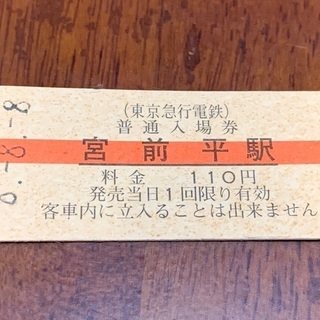 (東京急行電鉄)
普通入場券
宮前平駅
料金 110円
発売当日1回限り有効
客車内に立入ることは出来ません
-8.-8